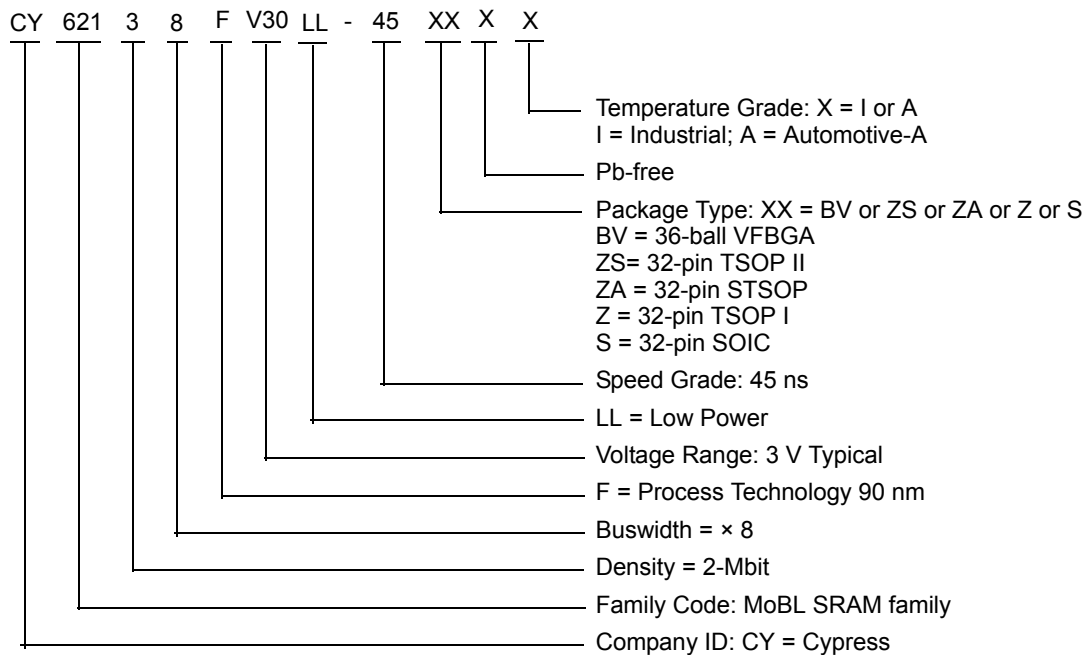 CY 621 3 8 F V30 LL - 45 XX X X
Temperature Grade: X = I or A
I = Industrial; A = Automotive-A
Pb-free
Package Type: XX = BV or ZS or ZA or Z or S
BV = 36-ball VFBGA
ZS= 32-pin TSOP II
ZA = 32-pin STSOP
Z = 32-pin TSOP I
S = 32-pin SOIC
Speed Grade: 45 ns
LL = Low Power
Voltage Range: 3 V Typical
F = Process Technology 90 nm
Buswidth = × 8
Density = 2-Mbit
Family Code: MoBL SRAM family
Company ID: CY = Cypress